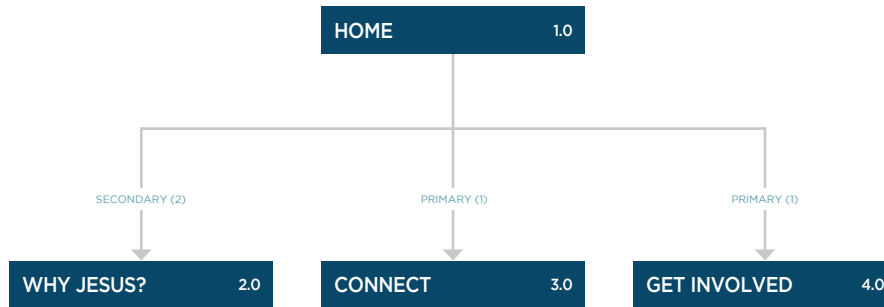 HOME 1.0
SECONDARY (2) PRIMARY (1) PRIMARY (1)
WHY JESUS? 2.0 CONNECT 3.0 GET INVOLVED 4.0